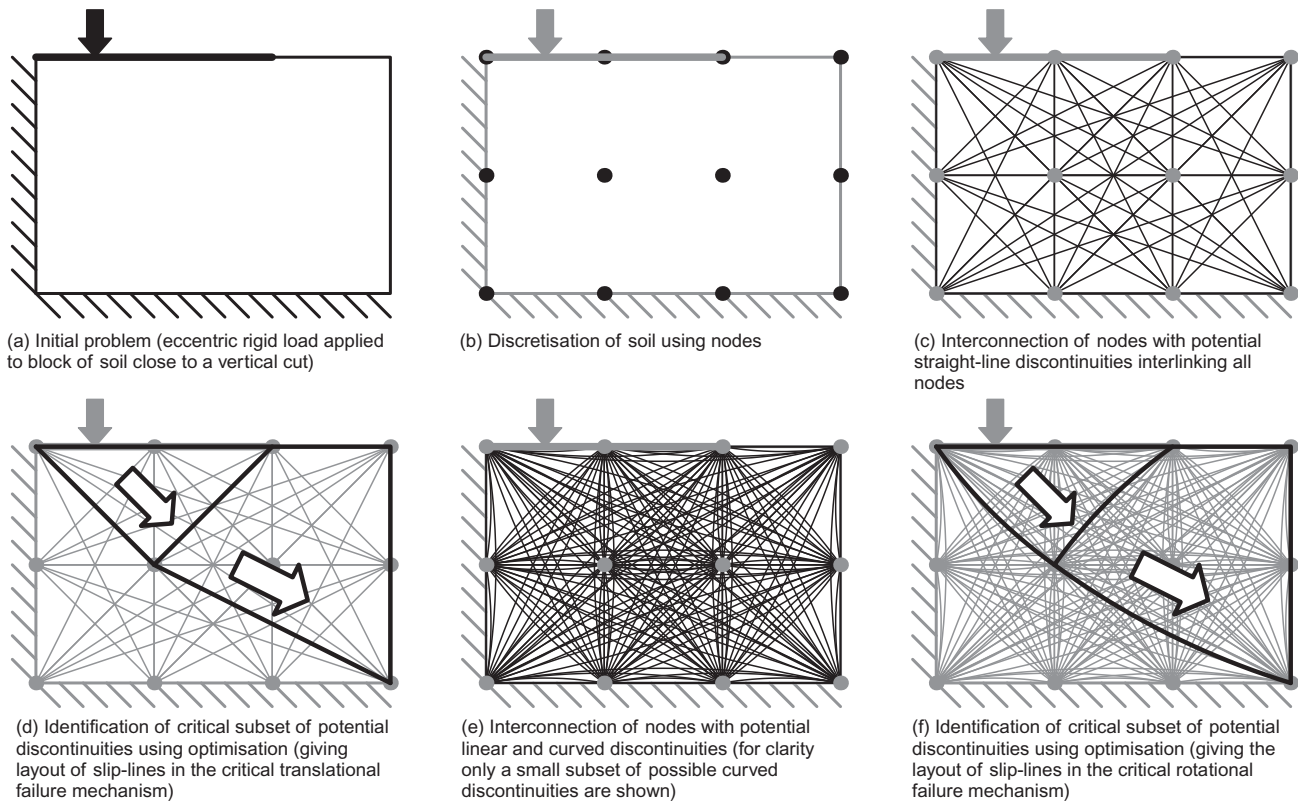 (a) Initial problem (eccentric rigid load applied
to block of soil close to a vertical cut)
(b) Discretisation of soil using nodes
(c) Interconnection of nodes with potential
straight-line discontinuities interlinking all
nodes
(d) Identification of critical subset of potential
discontinuities using optimisation (giving
layout of slip-lines in the critical translational
failure mechanism)
(e) Interconnection of nodes with potential
linear and curved discontinuities (for clarity
only a small subset of possible curved
discontinuities are shown)
(f) Identification of critical subset of potential
discontinuities using optimisation (giving the
layout of slip-lines in the critical rotational
failure mechanism)